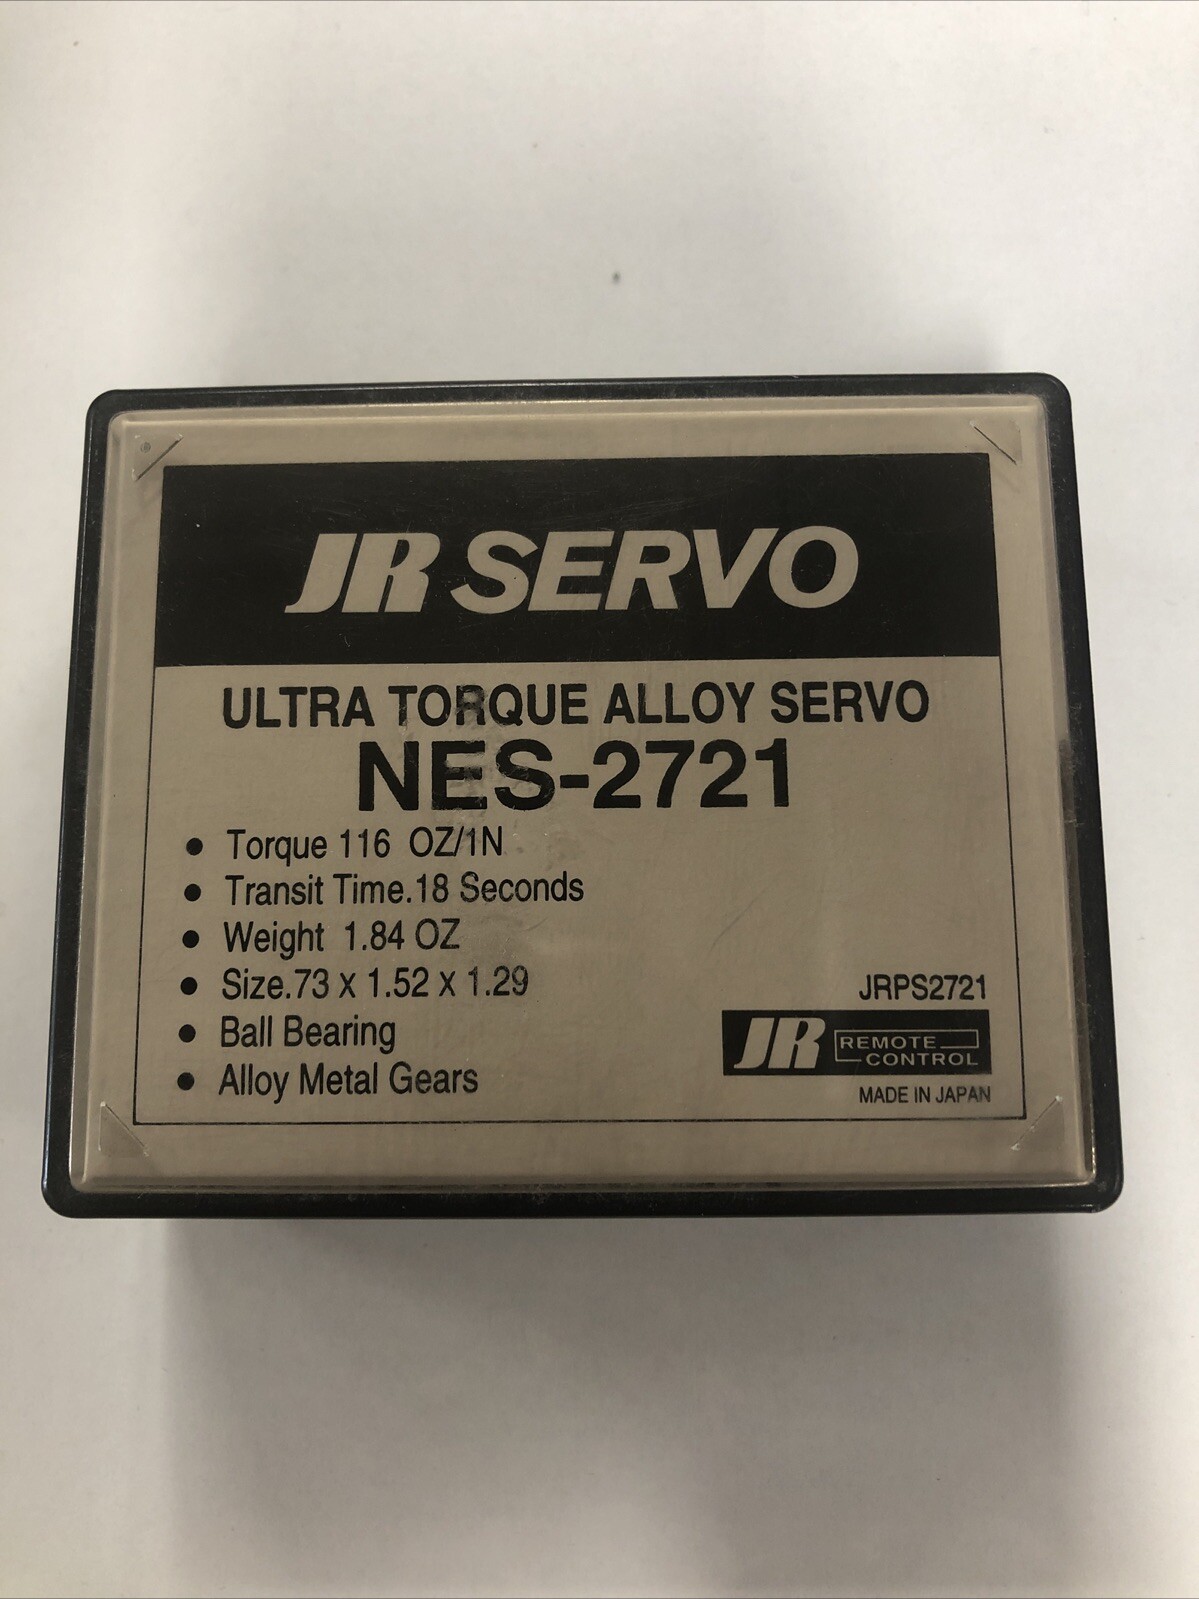 JR SERVO
ULTRA TORQUE ALLOY SERVO
NES-2721
• Torque 116 OZ/1N
• Transit Time.18 Seconds
• Weight 1.84 OZ
• Size.73 x 1.52 x 1.29
• Ball Bearing
• Alloy Metal Gears
JRPS2721
JR REMOTE CONTROL
MADE IN JAPAN